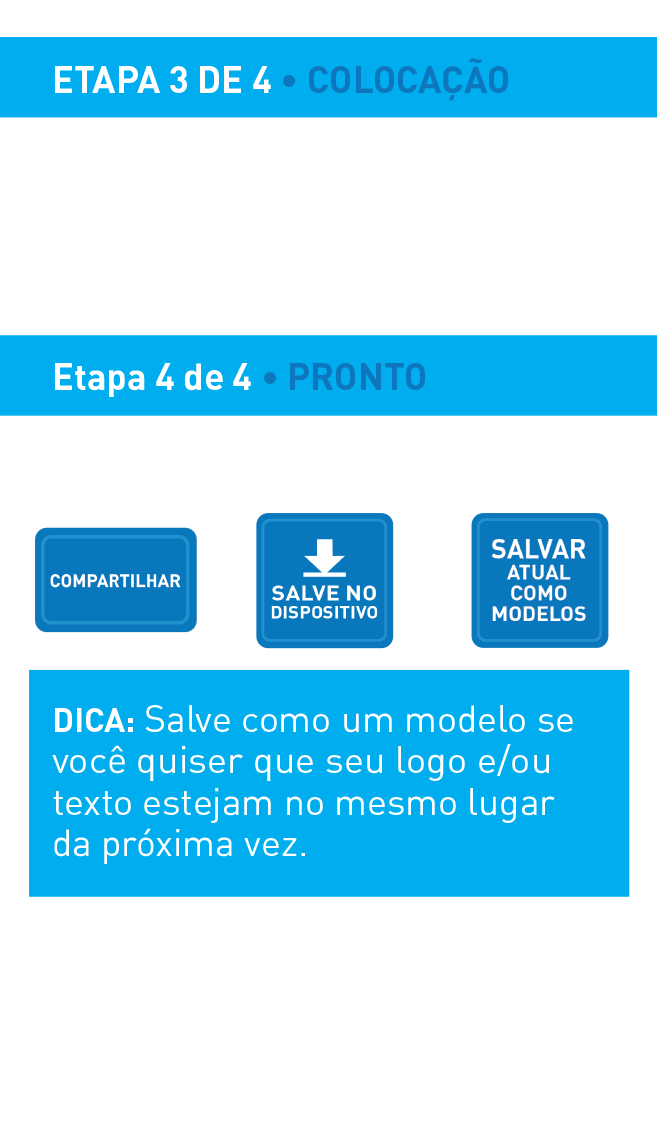 ETAPA 3 DE 4 • COLOCAÇÃO
Etapa 4 de 4 • PRONTO
COMPARTILHAR
SALVE NO
DISPOSITIVO
SALVAR
ATUAL
COMO
MODELOS
DICA: Salve como um modelo se
você quiser que seu logo e/ou
texto estejam no mesmo lugar
da próxima vez.